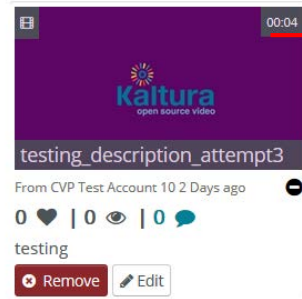 00:04
Kaltura
open source video
testing_description_attempt3
From CVP Test Account 10 2 Days ago
0 | 0 | 0
testing
Remove Edit